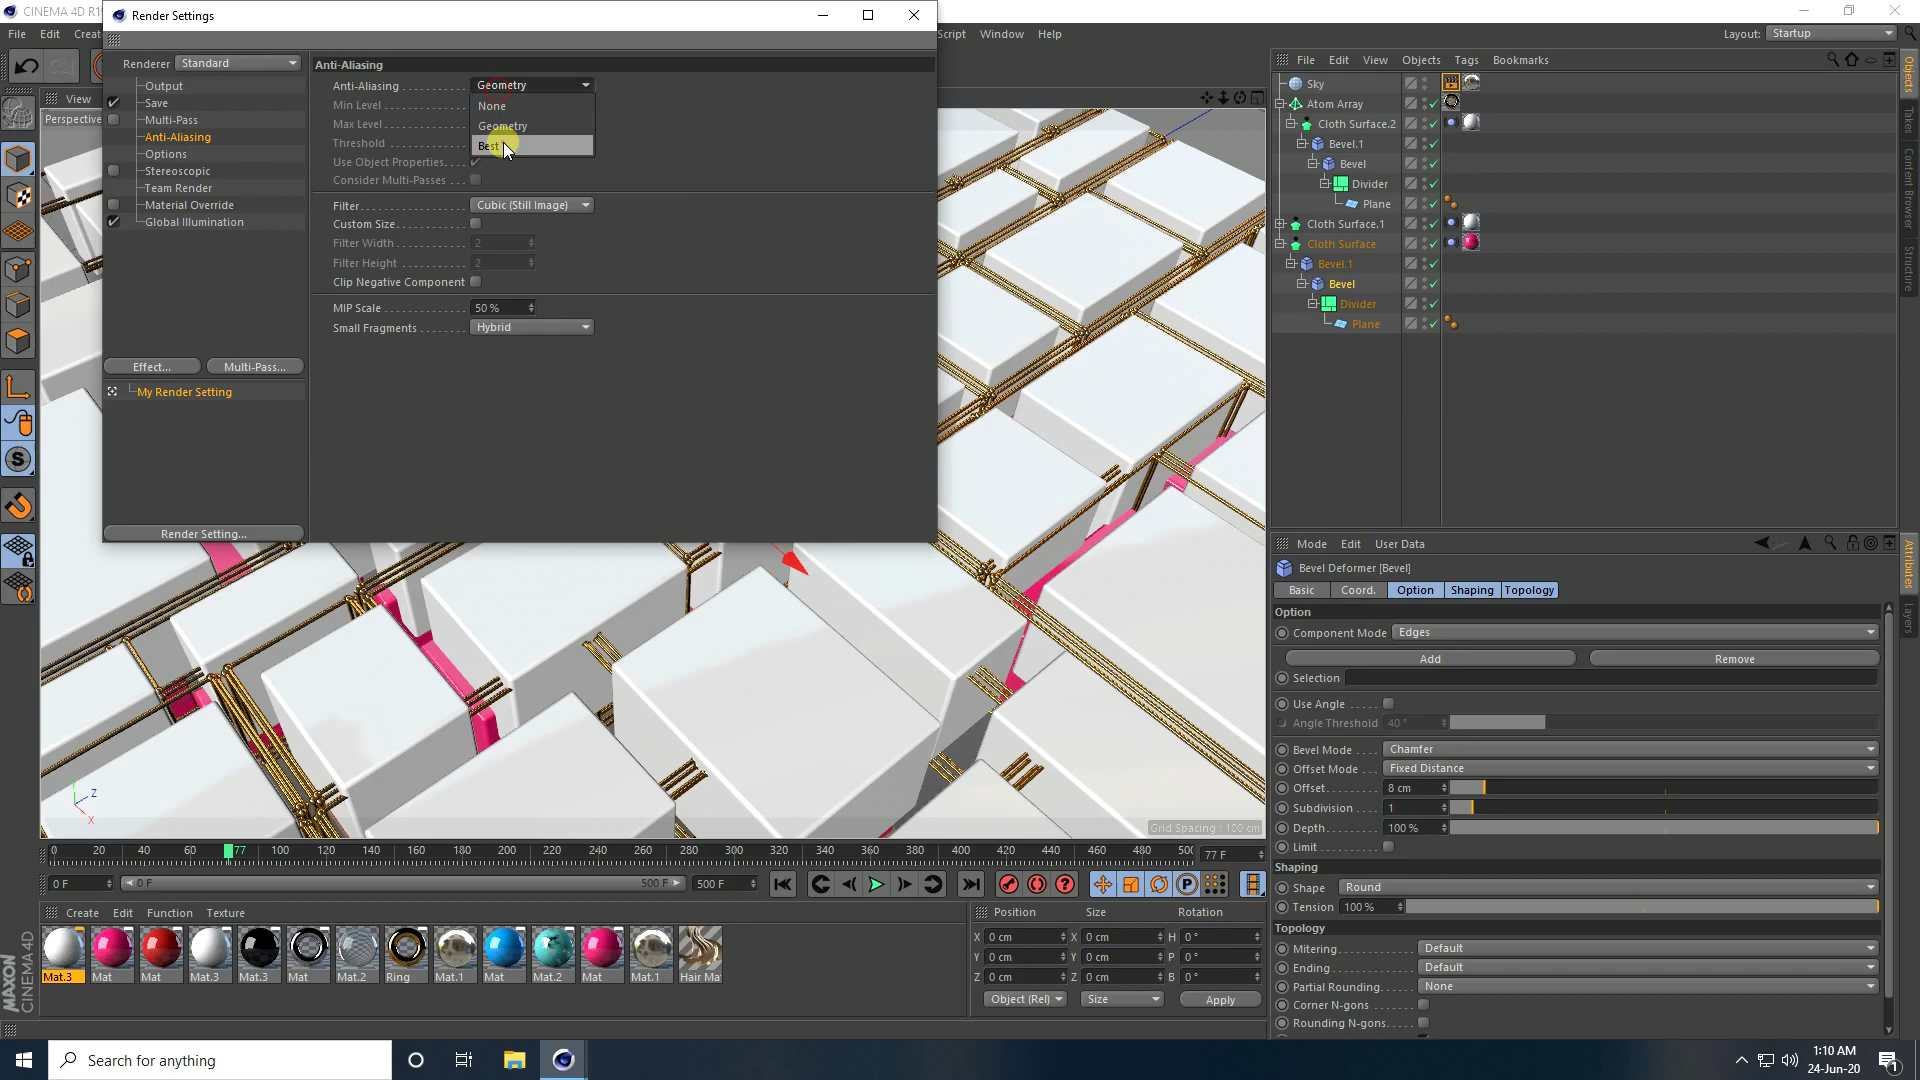 CINEMA 4D R1
Render Settings
File Edit Creat
Script Window Help
Layout: Startup
Renderer Standard
Output
Save
Multi-Pass
Anti-Aliasing
Options
Stereoscopic
Team Render
Material Override
Global Illumination
Effect... Multi-Pass...
My Render Setting
Render Setting...
Anti-Aliasing
Anti-Aliasing Geometry
None
Geometry
Best
Min Level
Max Level
Threshold
Use Object Properties
Consider Multi-Passes
Filter Cubic (Still Image)
Custom Size
Filter Width 2
Filter Height 2
Clip Negative Component
MIP Scale 50 %
Small Fragments Hybrid
View
Perspective
File Edit View Objects Tags Bookmarks
Sky
Atom Array
Cloth Surface.2
Bevel.1
Bevel
Divider
Plane
Cloth Surface.1
Cloth Surface
Bevel.1
Bevel
Divider
Plane
Objects
Takes
Content Browser
Structure
Mode Edit User Data
Bevel Deformer [Bevel]
Basic Coord. Option Shaping Topology
Option
Component Mode Edges
Add Remove
Selection
Use Angle
Angle Threshold 40 °
Bevel Mode Chamfer
Offset Mode Fixed Distance
Offset 8 cm
Subdivision 1
Depth 100 %
Limit
Shaping
Shape Round
Tension 100 %
Topology
Mitering Default
Ending Default
Partial Rounding None
Corner N-gons
Rounding N-gons
Attributes
Layers
Z
X
Grid Spacing : 100 cm
0 20 40 60 77 100 120 140 160 180 200 220 240 260 280 300 320 340 360 380 400 420 440 460 480 500
77 F
0 F 0 F 500 F 500 F
Create Edit Function Texture
Mat.3 Mat Mat Mat.3 Mat.3 Mat Mat.2 Ring Mat.1 Mat Mat.2 Mat Mat.1 Hair Ma
Position Size Rotation
X 0 cm X 0 cm H 0 °
Y 0 cm Y 0 cm P 0 °
Z 0 cm Z 0 cm B 0 °
Object (Rel) Size Apply
MAXON
CINEMA 4D
Search for anything
1:10 AM
24-Jun-20
1